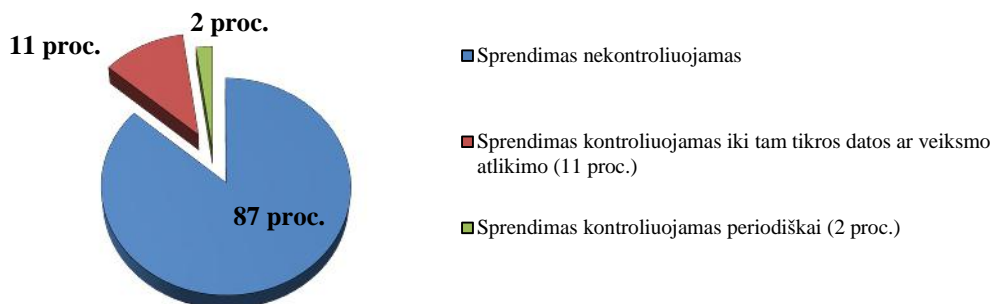 2 proc.
11 proc.
87 proc.
Sprendimas nekontroliuojamas
Sprendimas kontroliuojamas iki tam tikros datos ar veiksmo
atlikimo (11 proc.)
Sprendimas kontroliuojamas periodiškai (2 proc.)